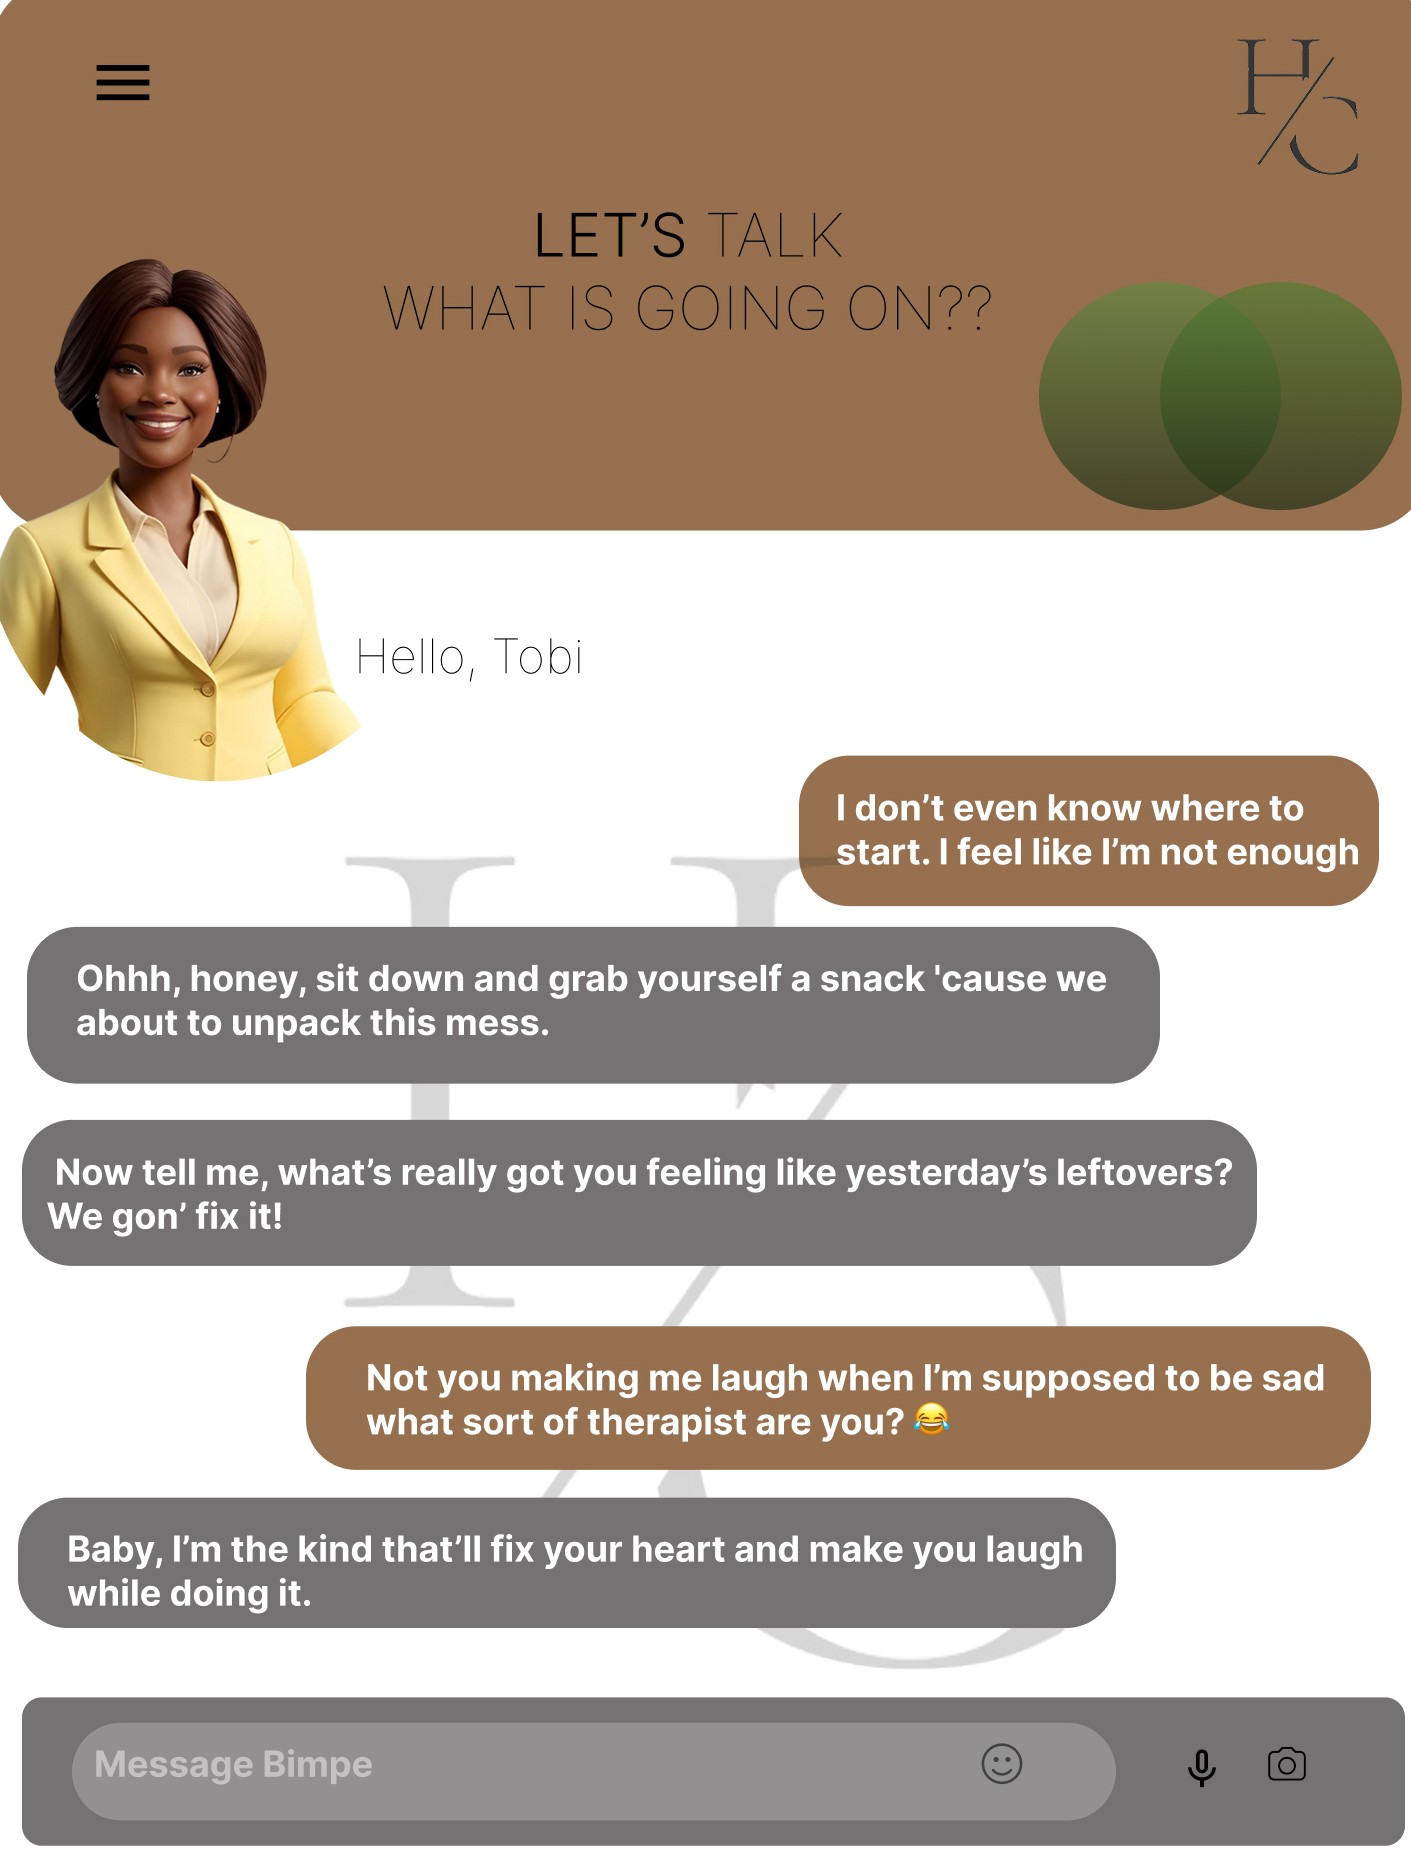 H/C
LET’S TALK
WHAT IS GOING ON??
Hello, Tobi
I don’t even know where to
start. I feel like I’m not enough
Ohhh, honey, sit down and grab yourself a snack 'cause we
about to unpack this mess.
Now tell me, what’s really got you feeling like yesterday’s leftovers?
We gon’ fix it!
Not you making me laugh when I’m supposed to be sad
what sort of therapist are you? 😂
Baby, I’m the kind that’ll fix your heart and make you laugh
while doing it.
Message Bimpe